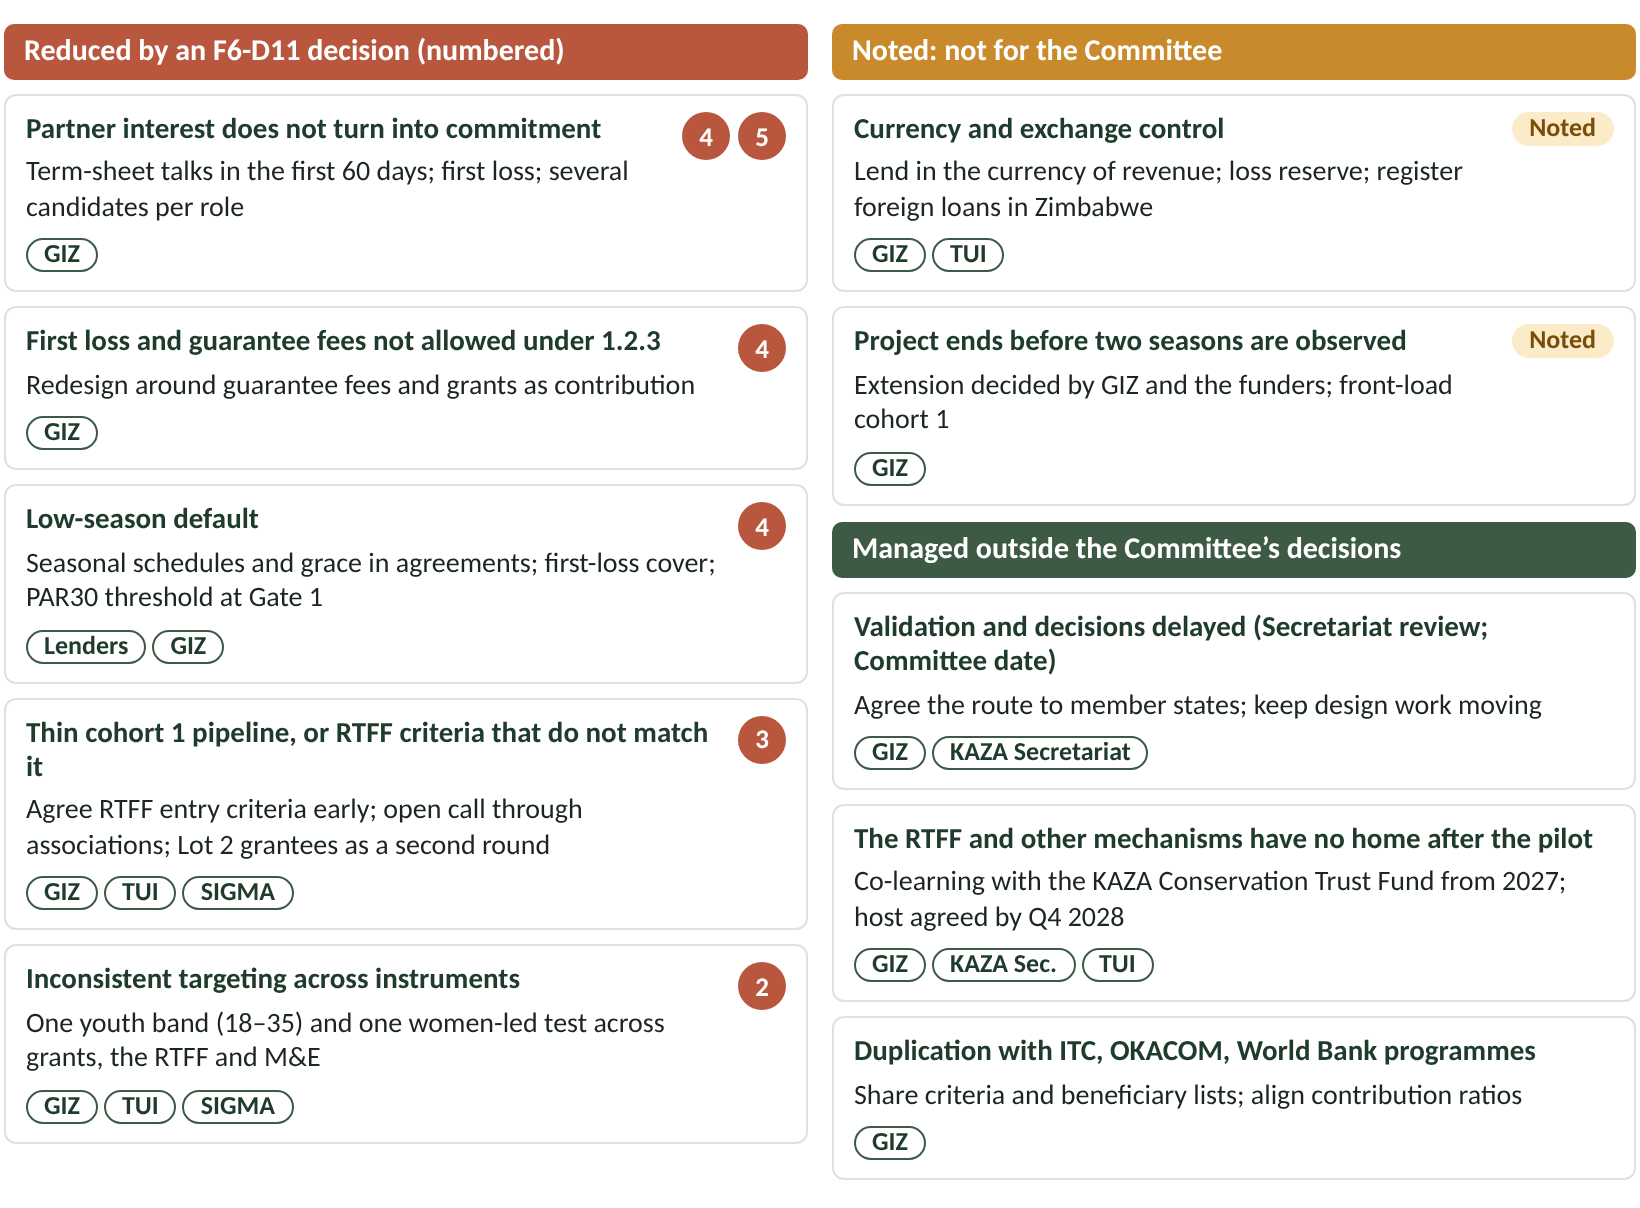 Reduced by an F6-D11 decision (numbered)
Partner interest does not turn into commitment
4 5
Term-sheet talks in the first 60 days; first loss; several
candidates per role
GIZ
First loss and guarantee fees not allowed under 1.2.3
4
Redesign around guarantee fees and grants as contribution
GIZ
Low-season default
4
Seasonal schedules and grace in agreements; first-loss cover;
PAR30 threshold at Gate 1
Lenders GIZ
Thin cohort 1 pipeline, or RTFF criteria that do not match
it
3
Agree RTFF entry criteria early; open call through
associations; Lot 2 grantees as a second round
GIZ TUI SIGMA
Inconsistent targeting across instruments
2
One youth band (18–35) and one women-led test across
grants, the RTFF and M&E
GIZ TUI SIGMA
Noted: not for the Committee
Currency and exchange control
Noted
Lend in the currency of revenue; loss reserve; register
foreign loans in Zimbabwe
GIZ TUI
Project ends before two seasons are observed
Noted
Extension decided by GIZ and the funders; front-load
cohort 1
GIZ
Managed outside the Committee’s decisions
Validation and decisions delayed (Secretariat review;
Committee date)
Agree the route to member states; keep design work moving
GIZ KAZA Secretariat
The RTFF and other mechanisms have no home after the pilot
Co-learning with the KAZA Conservation Trust Fund from 2027;
host agreed by Q4 2028
GIZ KAZA Sec. TUI
Duplication with ITC, OKACOM, World Bank programmes
Share criteria and beneficiary lists; align contribution ratios
GIZ